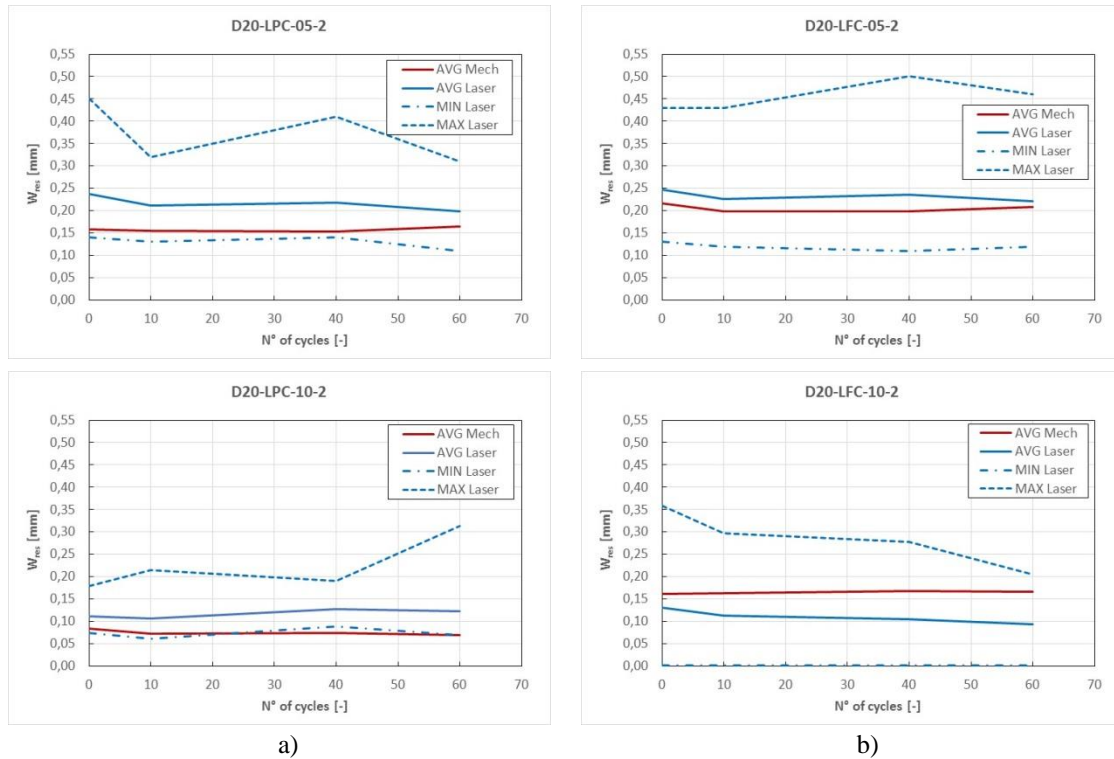 D20-LPC-05-2
0,55
0,50
0,45
0,40
0,35
0,30
0,25
0,20
0,15
0,10
0,05
0,00
Wres [mm]
AVG Mech
AVG Laser
MIN Laser
MAX Laser
0 10 20 30 40 50 60 70
N° of cycles [-]
D20-LFC-05-2
0,55
0,50
0,45
0,40
0,35
0,30
0,25
0,20
0,15
0,10
0,05
0,00
Wres [mm]
AVG Mech
AVG Laser
MIN Laser
MAX Laser
0 10 20 30 40 50 60 70
N° of cycles [-]
D20-LPC-10-2
0,55
0,50
0,45
0,40
0,35
0,30
0,25
0,20
0,15
0,10
0,05
0,00
Wres [mm]
AVG Mech
AVG Laser
MIN Laser
MAX Laser
0 10 20 30 40 50 60 70
N° of cycles [-]
D20-LFC-10-2
0,55
0,50
0,45
0,40
0,35
0,30
0,25
0,20
0,15
0,10
0,05
0,00
Wres [mm]
AVG Mech
AVG Laser
MIN Laser
MAX Laser
0 10 20 30 40 50 60 70
N° of cycles [-]
a) b)